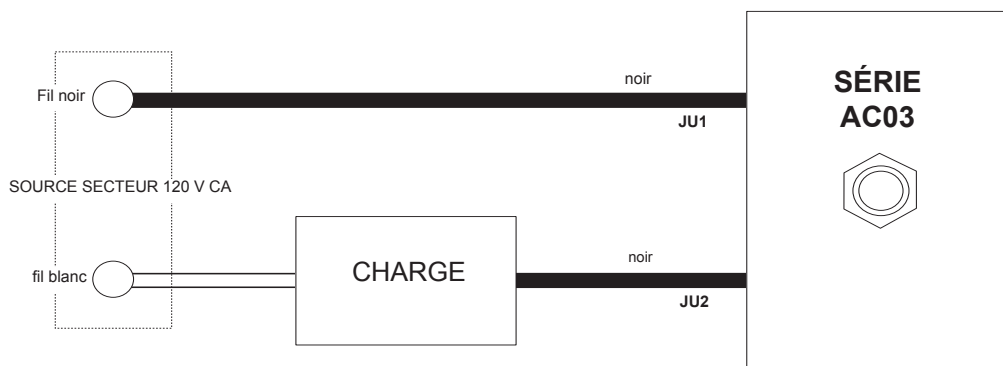 noir
SÉRIE
AC03
Fil noir
JU1
SOURCE SECTEUR 120 V CA
fil blanc
CHARGE
noir
JU2